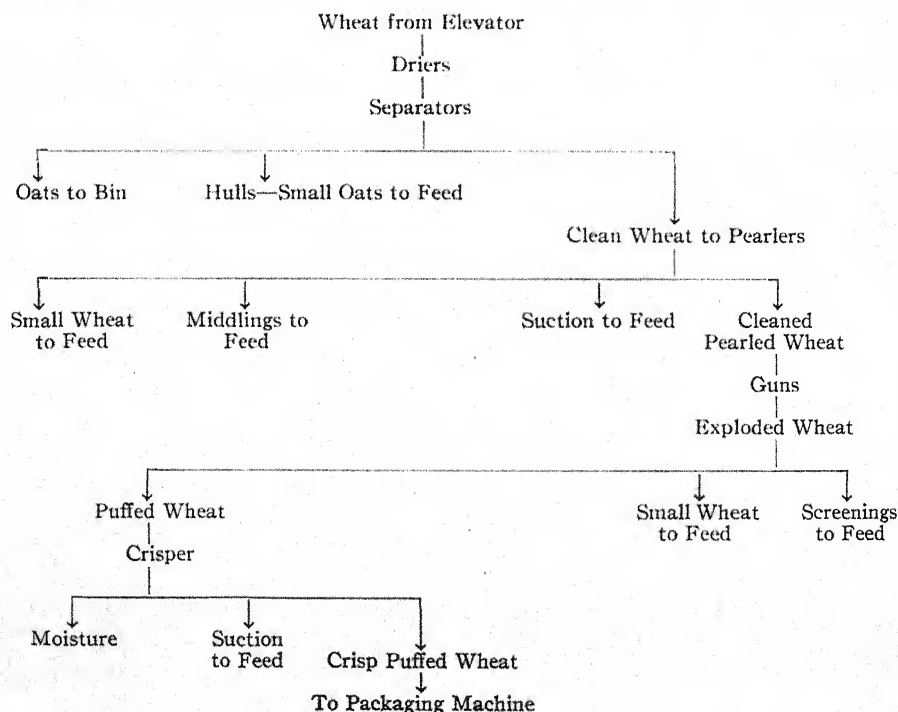 Wheat from Elevator
Driers
Separators
Oats to Bin
Hulls—Small Oats to Feed
Clean Wheat to Pearlers
Small Wheat
to Feed
Middlings to
Feed
Suction to Feed
Cleaned
Pearled Wheat
Guns
Exploded Wheat
Puffed Wheat
Small Wheat
to Feed
Screenings
to Feed
Crisper
Moisture
Suction
to Feed
Crisp Puffed Wheat
To Packaging Machine